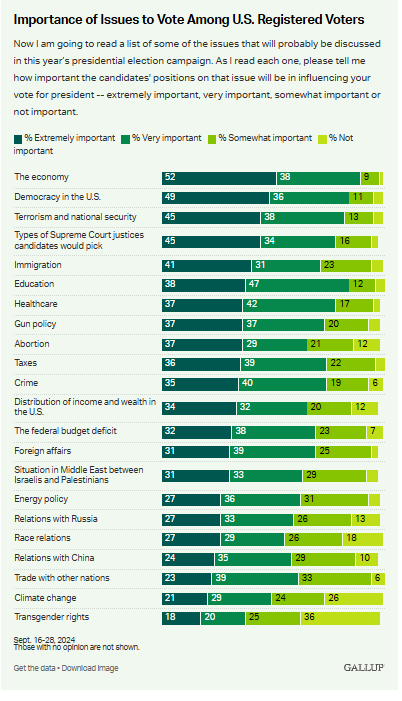 Importance of Issues to Vote Among U.S. Registered Voters
Now I am going to read a list of some of the issues that will probably be discussed
in this year's presidential election campaign. As I read each one, please tell me
how important the candidates' positions on that issue will be in influencing your
vote for president -- extremely important, very important, somewhat important or
not important.
% Extremely important % Very important % Somewhat important % Not
important
The economy 52 38 9
Democracy in the U.S. 49 36 11
Terrorism and national security 45 38 13
Types of Supreme Court justices
candidates would pick 45 34 16
Immigration 41 31 23
Education 38 47 12
Healthcare 37 42 17
Gun policy 37 37 20
Abortion 37 29 21 12
Taxes 36 39 22
Crime 35 40 19 6
Distribution of income and wealth in
the U.S. 34 32 20 12
The federal budget deficit 32 38 23 7
Foreign affairs 31 39 25
Situation in Middle East between
Israelis and Palestinians 31 33 29
Energy policy 27 36 31
Relations with Russia 27 33 26 13
Race relations 27 29 26 18
Relations with China 24 35 29 10
Trade with other nations 23 39 33 6
Climate change 21 29 24 26
Transgender rights 18 20 25 36
Sept. 16-28, 2024
Those with no opinion are not shown.
Get the data • Download image GALLUP